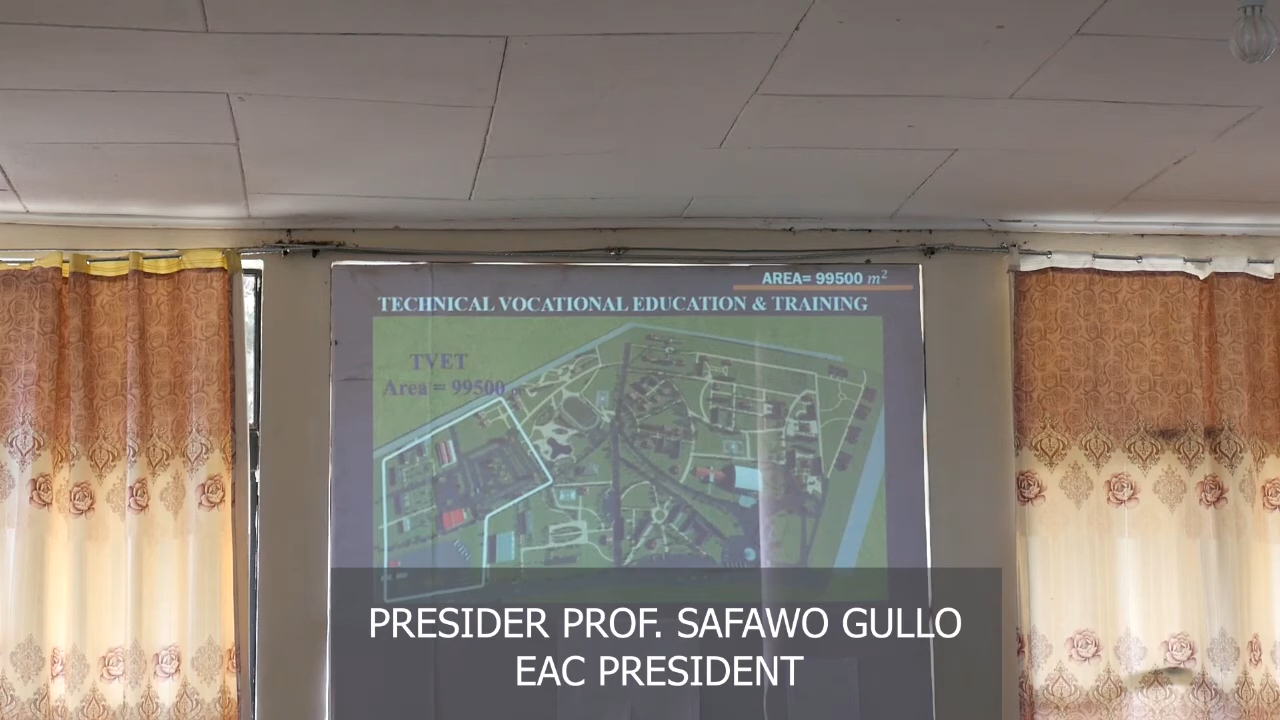 AREA= 99500 m²
TECHNICAL VOCATIONAL EDUCATION & TRAINING
TVET
Area = 99500
PRESIDER PROF. SAFAWO GULLO
EAC PRESIDENT